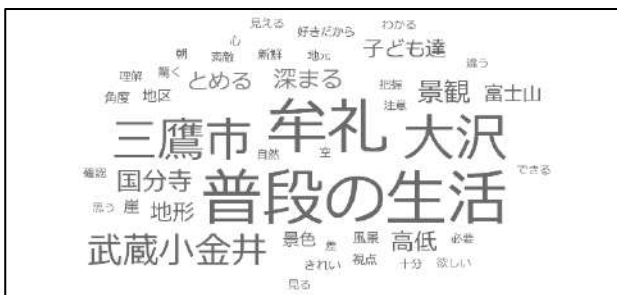 見える 好きだから わかる
心
朝 素敵 新鮮 地元 子ども達
違う
理解 驚く とめる 深まる 把握 景観 富士山
角度 地区 注意
三鷹市 牟礼 大沢
自然 空
確認 国分寺 普段の生活 できる
思う 崖 地形
武蔵小金井 景色 差 風景 高低 必要
きれい 視点 十分 欲しい
見る